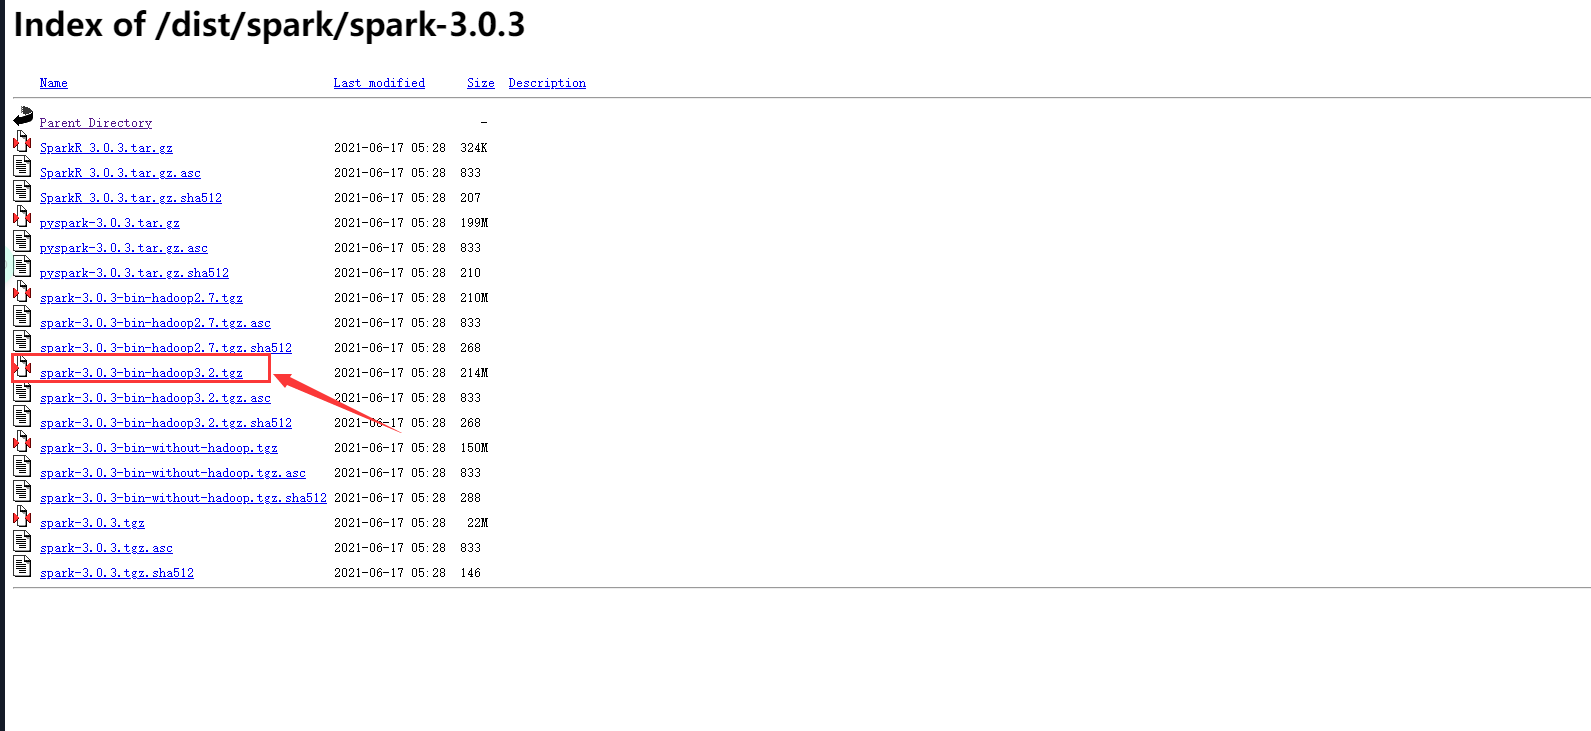 Index of /dist/spark/spark-3.0.3
Name Last modified Size Description
Parent Directory -
SparkR_3.0.3.tar.gz 2021-06-17 05:28 324K
SparkR_3.0.3.tar.gz.asc 2021-06-17 05:28 833
SparkR_3.0.3.tar.gz.sha512 2021-06-17 05:28 207
pyspark-3.0.3.tar.gz 2021-06-17 05:28 199M
pyspark-3.0.3.tar.gz.asc 2021-06-17 05:28 833
pyspark-3.0.3.tar.gz.sha512 2021-06-17 05:28 210
spark-3.0.3-bin-hadoop2.7.tgz 2021-06-17 05:28 210M
spark-3.0.3-bin-hadoop2.7.tgz.asc 2021-06-17 05:28 833
spark-3.0.3-bin-hadoop2.7.tgz.sha512 2021-06-17 05:28 268
spark-3.0.3-bin-hadoop3.2.tgz 2021-06-17 05:28 214M
spark-3.0.3-bin-hadoop3.2.tgz.asc 2021-06-17 05:28 833
spark-3.0.3-bin-hadoop3.2.tgz.sha512 2021-06-17 05:28 268
spark-3.0.3-bin-without-hadoop.tgz 2021-06-17 05:28 150M
spark-3.0.3-bin-without-hadoop.tgz.asc 2021-06-17 05:28 833
spark-3.0.3-bin-without-hadoop.tgz.sha512 2021-06-17 05:28 288
spark-3.0.3.tgz 2021-06-17 05:28 22M
spark-3.0.3.tgz.asc 2021-06-17 05:28 833
spark-3.0.3.tgz.sha512 2021-06-17 05:28 146